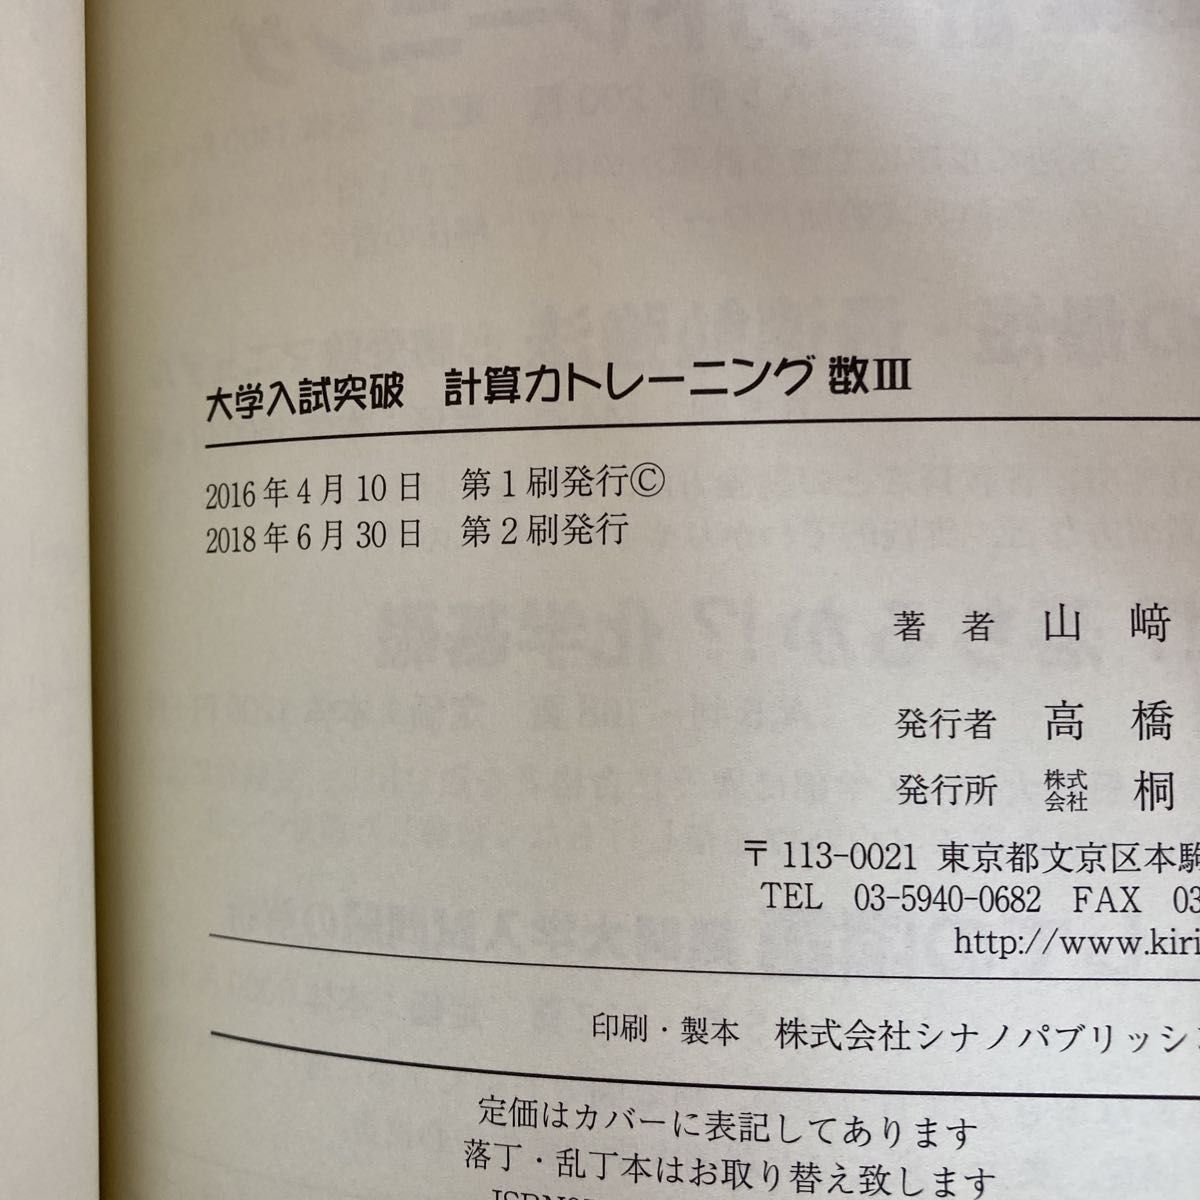 大学入試突破　計算力トレーニング 数Ⅲ
2016年4月10日　第1刷発行Ⓒ
2018年6月30日　第2刷発行
著　者　山　﨑
発行者　高　橋
発行所　株式会社　桐
〒113-0021 東京都文京区本駒
TEL　03-5940-0682　FAX　03
http://www.kiri
印刷・製本　株式会社シナノパブリッシ
定価はカバーに表記してあります
落丁・乱丁本はお取り替え致します